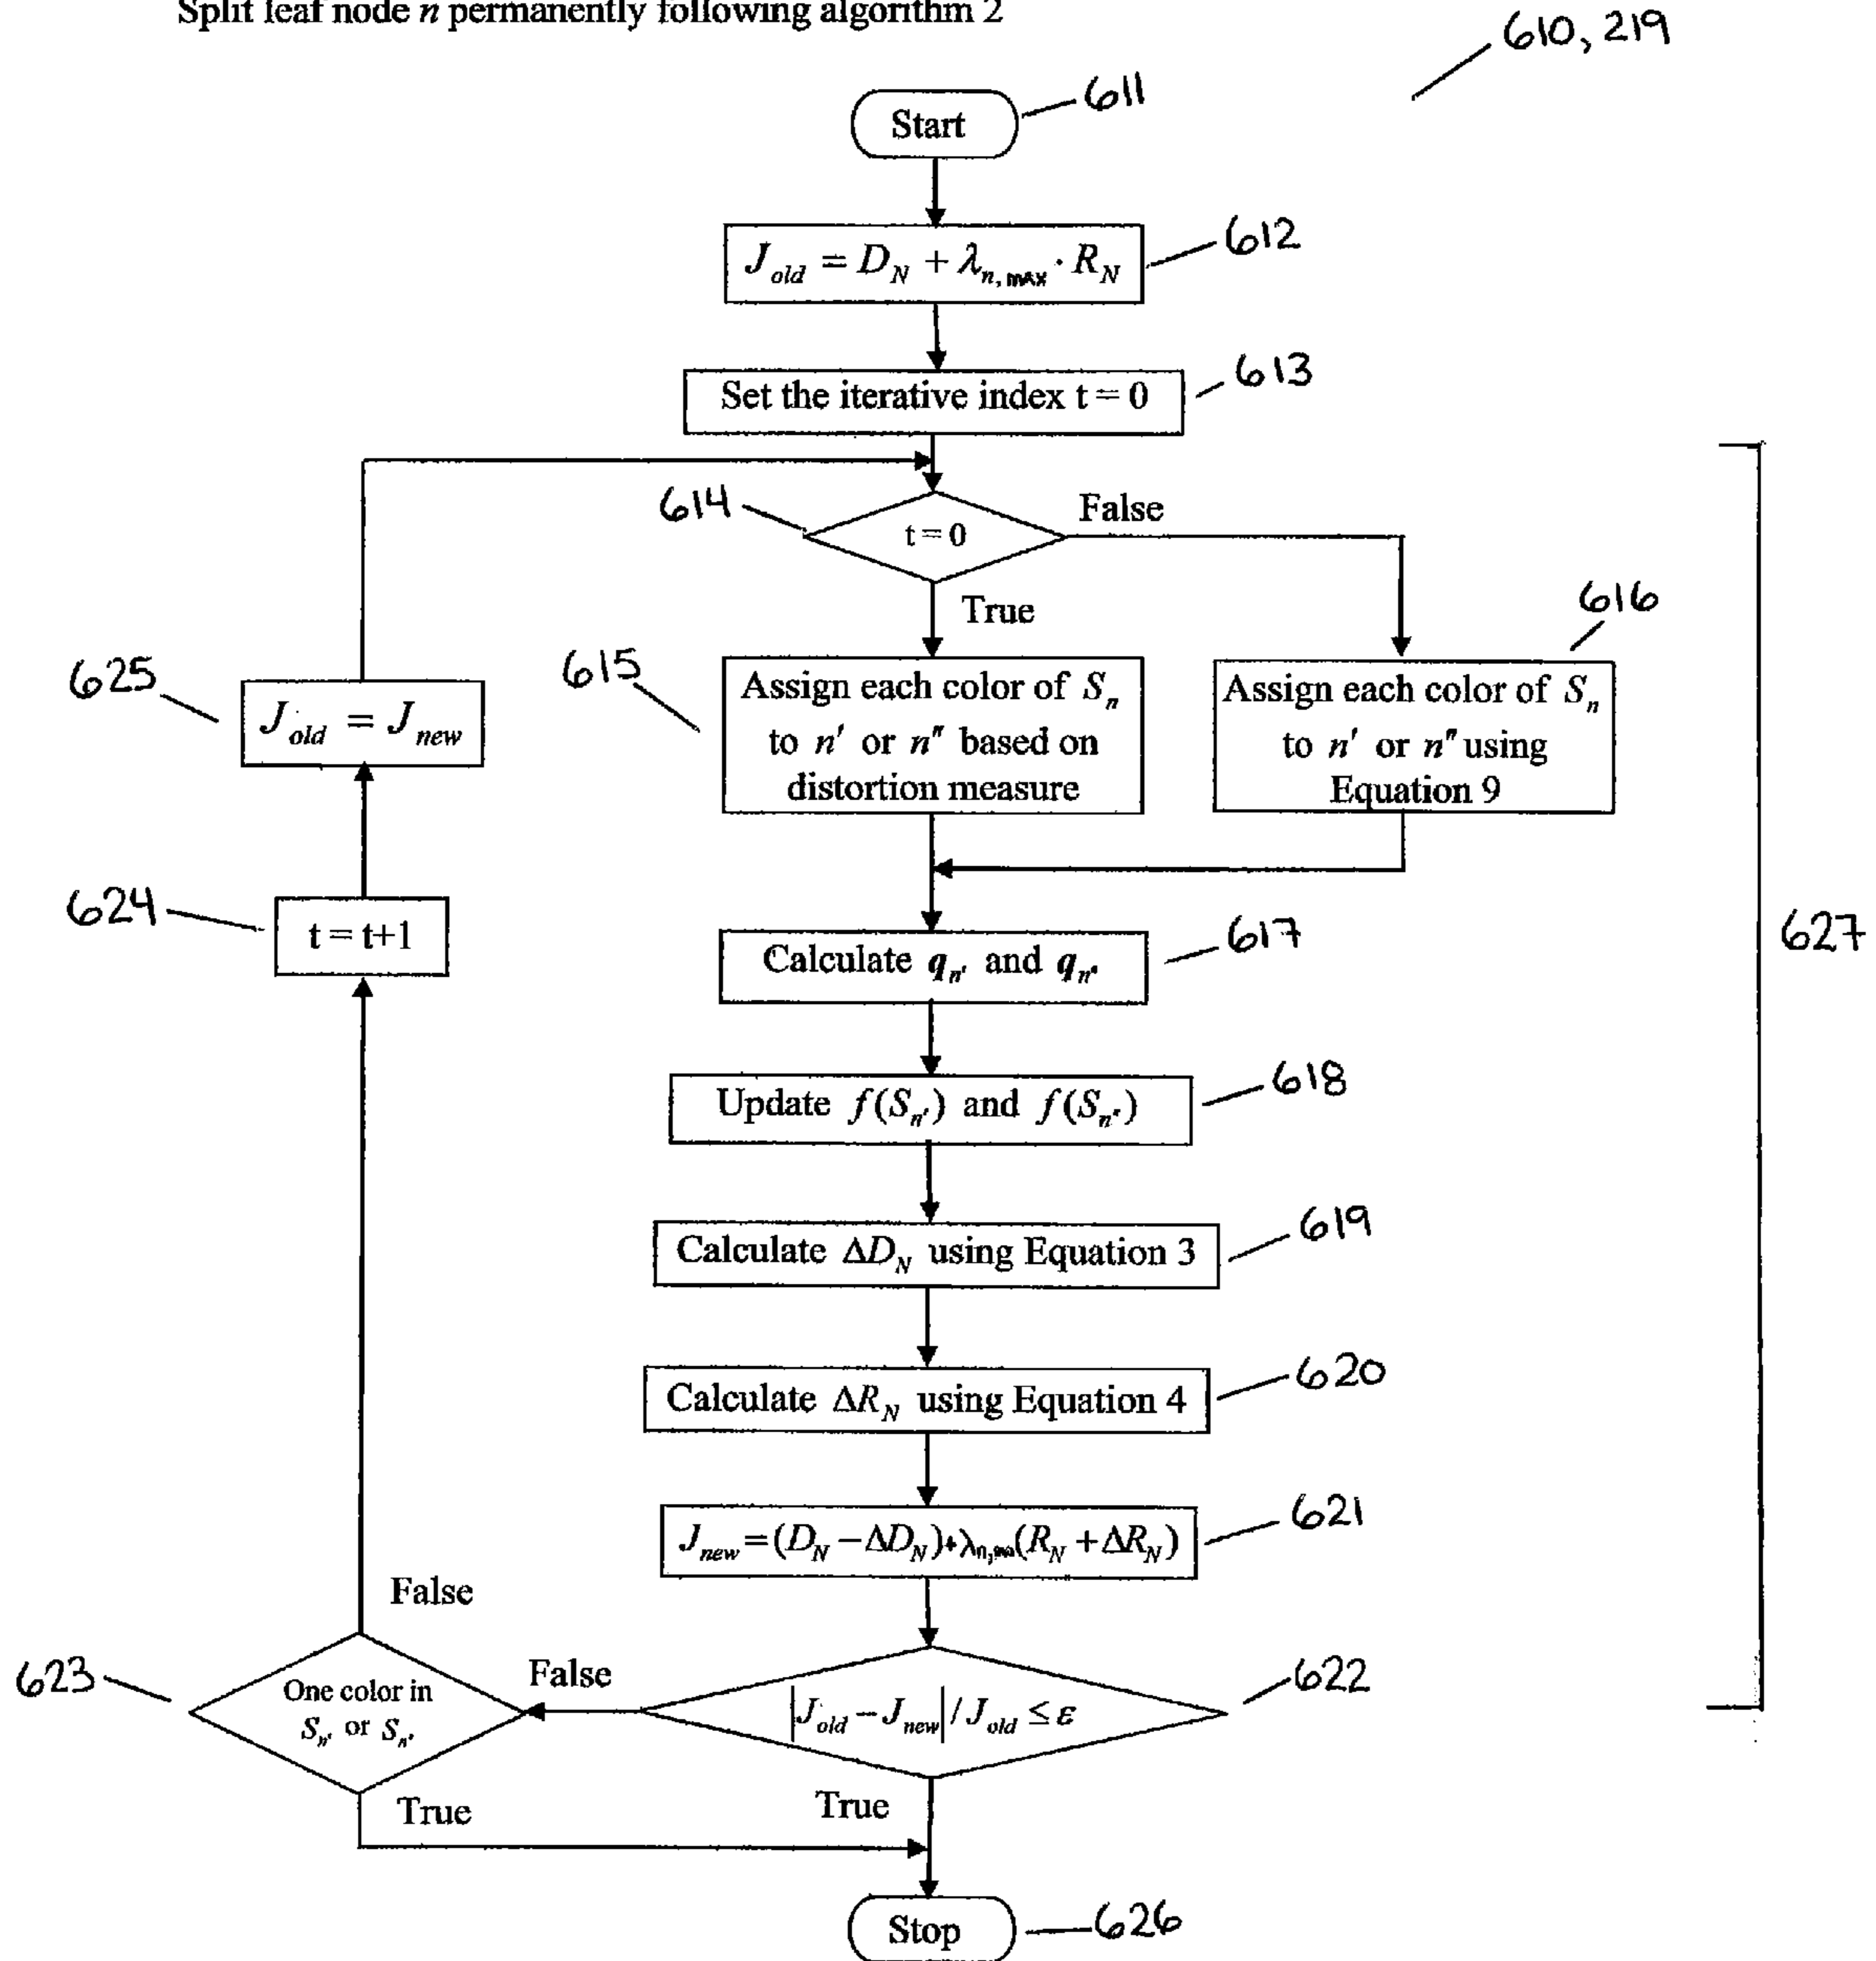 Split leaf node n permanently following algorithm 2
610, 219
Start
611
J_old = D_N + λ_n, max · R_N
612
Set the iterative index t = 0
613
614
t = 0
False
True
616
625
J_old = J_new
615
Assign each color of S_n
to n′ or n″ based on
distortion measure
Assign each color of S_n
to n′ or n″ using
Equation 9
624
t = t+1
Calculate q_n′ and q_n″
617
627
Update f(S_n′) and f(S_n″)
618
Calculate ΔD_N using Equation 3
619
Calculate ΔR_N using Equation 4
620
J_new = (D_N − ΔD_N) + λ_n, (R_N + ΔR_N)
621
False
623
One color in
S_n′ or S_n″
False
|J_old − J_new| / J_old ≤ ε
622
True
True
Stop
626